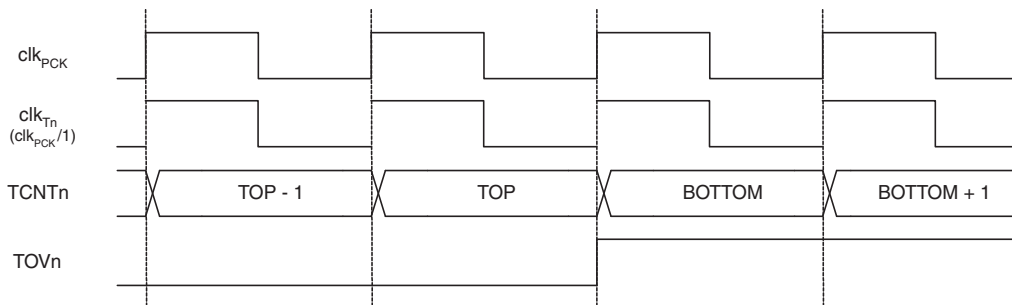 clkPCK
clkTn
(clkPCK/1)
TCNTn TOP - 1 TOP BOTTOM BOTTOM + 1
TOVn